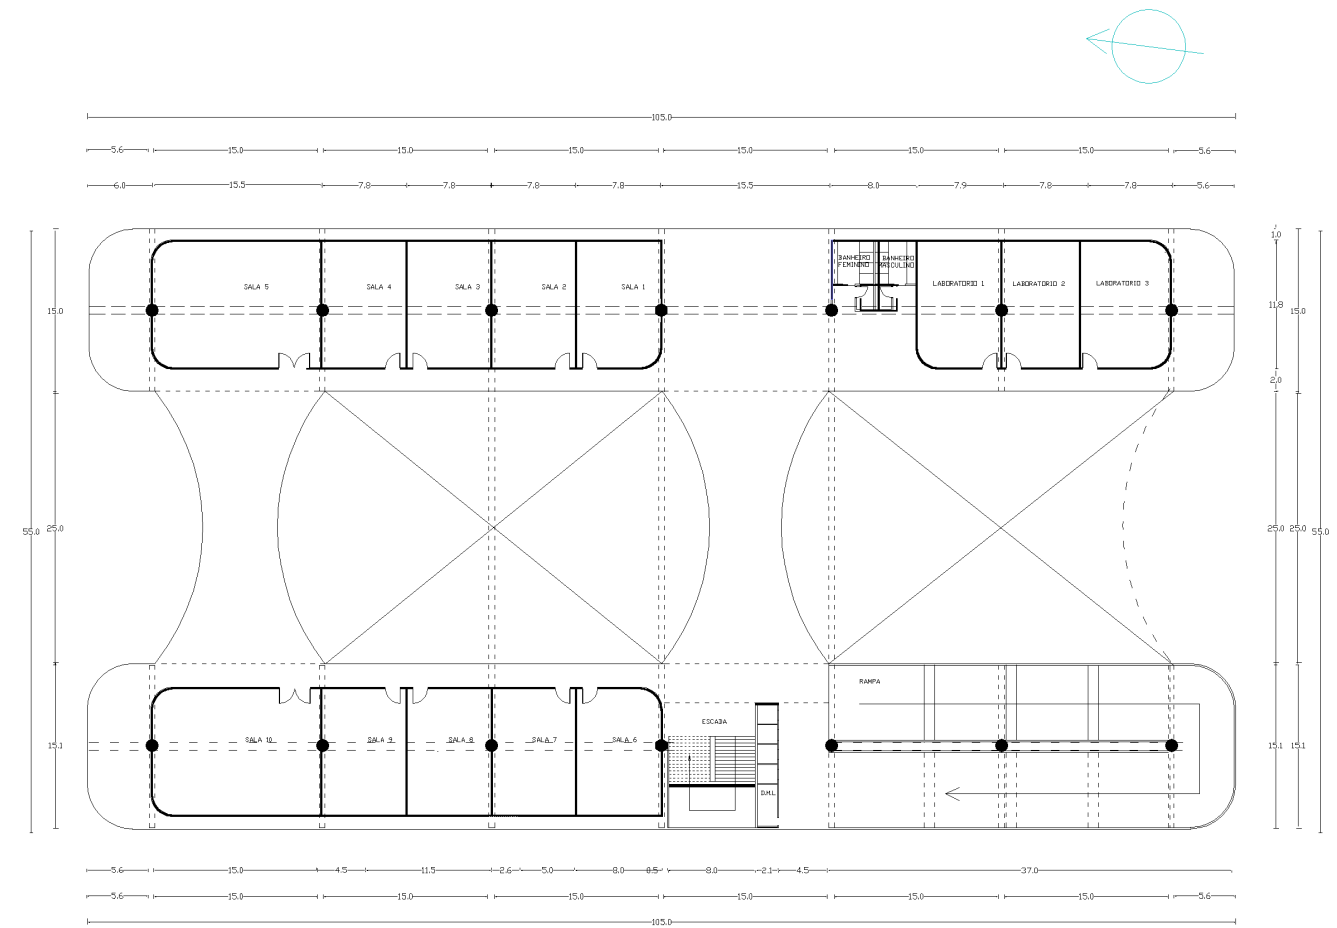 105.0
5.6 15.0 15.0 15.0 15.0 15.0 15.0 5.6
6.0 15.5 7.8 7.8 7.8 7.8 15.5 8.0 7.9 7.8 7.8 5.6
1.0
BANHEIRO FEMININO
BANHEIRO MASCULINO
SALA 5 SALA 4 SALA 3 SALA 2 SALA 1 LABORATORIO 1 LABORATORIO 2 LABORATORIO 3
15.0 11.8 15.0
2.0
55.0 25.0 25.0 25.0 55.0
RAMPA
ESCADA
SALA 10 SALA 9 SALA 8 SALA 7 SALA 6
15.1 15.1 15.1
D.M.L
5.6 15.0 4.5 11.5 2.6 5.0 8.0 0.5 8.0 2.1 4.5 37.0
5.6 15.0 15.0 15.0 15.0 15.0 5.6
105.0